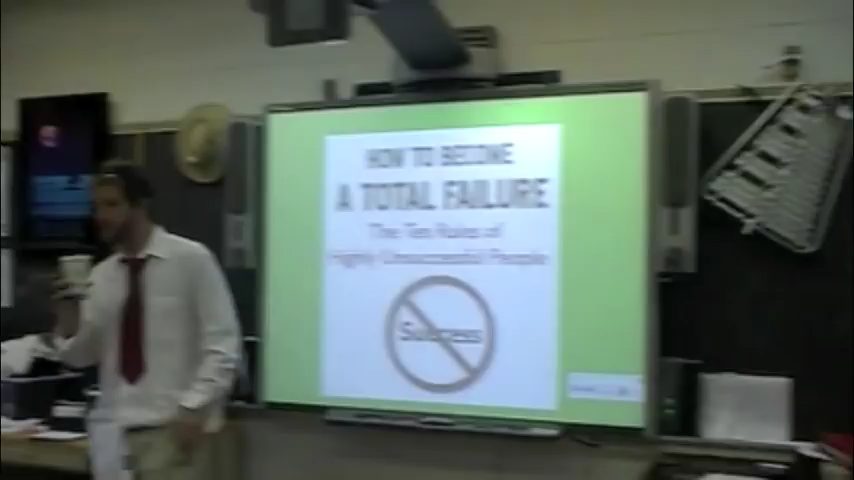 HOW TO BECOME
A TOTAL FAILURE
The Ten Rules of
Highly Unsuccessful People
Success